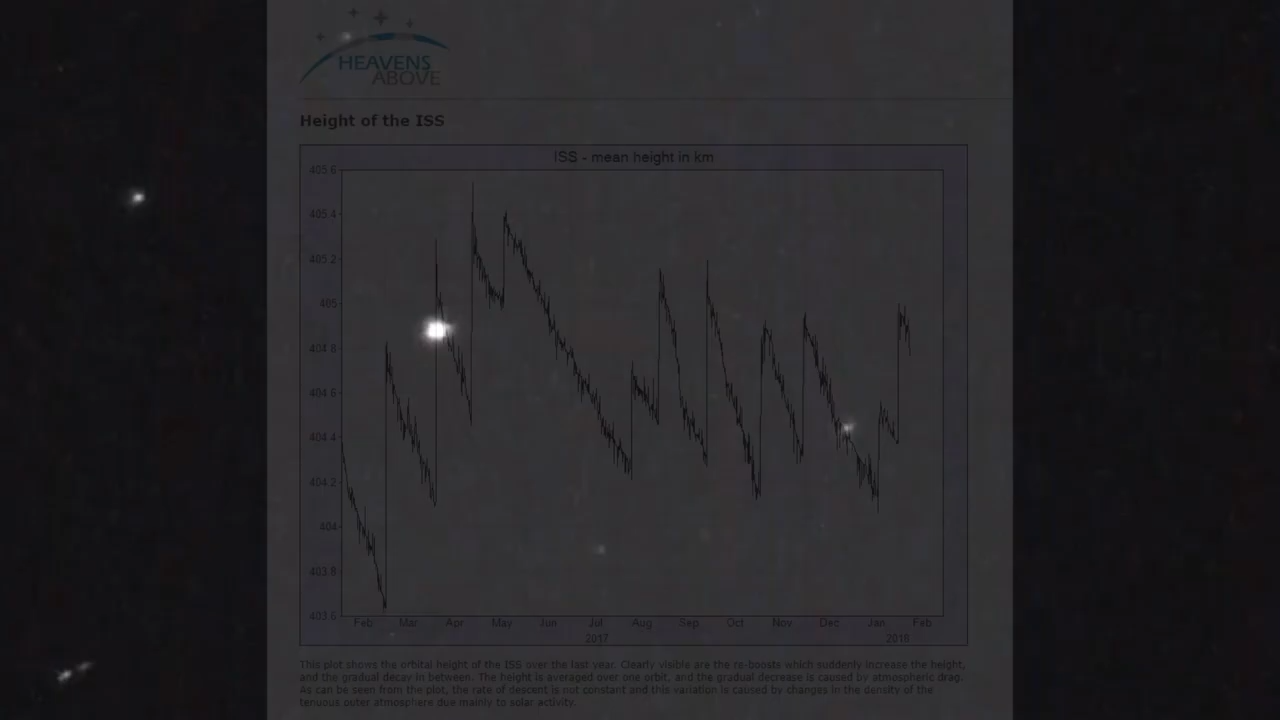 HEAVENS
ABOVE
Height of the ISS
ISS - mean height in km
405.6
405.4
405.2
405
404.8
404.6
404.4
404.2
404
403.8
403.6
Feb Mar Apr May Jun Jul Aug Sep Oct Nov Dec Jan Feb
2017 2018
This plot shows the orbital height of the ISS over the last year. Clearly visible are the re-boosts which suddenly increase the height,
and the gradual decay in between. The height is averaged over one orbit, and the gradual decrease is caused by atmospheric drag.
As can be seen from the plot, the rate of descent is not constant and this variation is caused by changes in the density of the
tenuous outer atmosphere due mainly to solar activity.